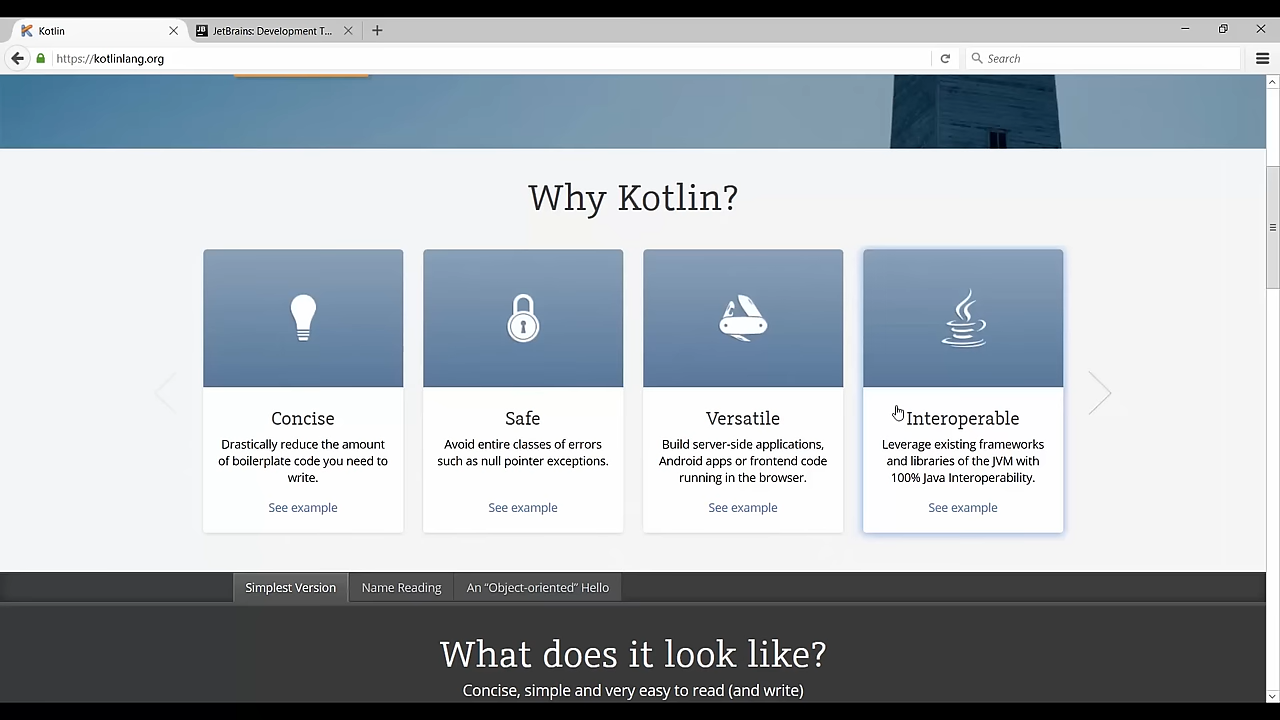 Kotlin
JetBrains: Development T...
https://kotlinlang.org
Search
Why Kotlin?
Concise
Drastically reduce the amount
of boilerplate code you need to
write.
See example
Safe
Avoid entire classes of errors
such as null pointer exceptions.
See example
Versatile
Build server-side applications,
Android apps or frontend code
running in the browser.
See example
Interoperable
Leverage existing frameworks
and libraries of the JVM with
100% Java Interoperability.
See example
Simplest Version
Name Reading
An “Object-oriented” Hello
What does it look like?
Concise, simple and very easy to read (and write)